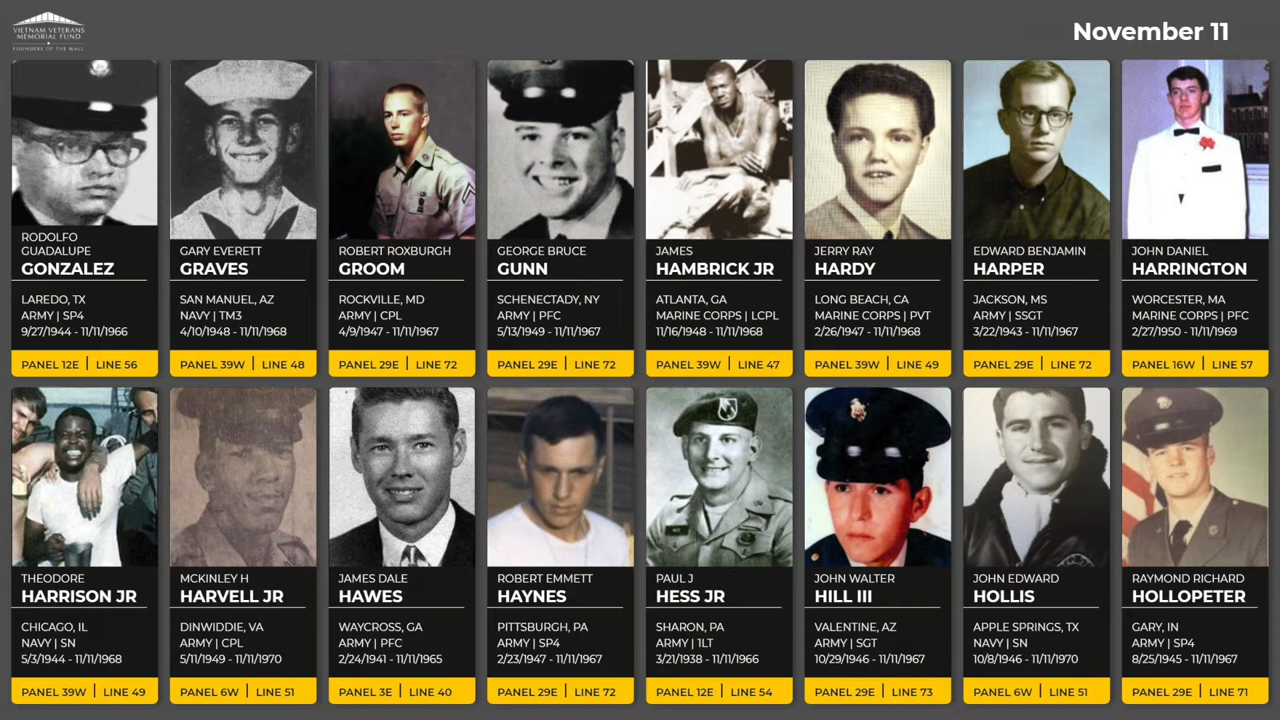 VIETNAM VETERANS
MEMORIAL FUND
FOUNDERS OF THE WALL
November 11
RODOLFO
GUADALUPE
GONZALEZ
LAREDO, TX
ARMY | SP4
9/27/1944 - 11/11/1966
PANEL 12E | LINE 56
GARY EVERETT
GRAVES
SAN MANUEL, AZ
NAVY | TM3
4/10/1948 - 11/11/1968
PANEL 39W | LINE 48
ROBERT ROXBURGH
GROOM
ROCKVILLE, MD
ARMY | CPL
4/9/1947 - 11/11/1967
PANEL 29E | LINE 72
GEORGE BRUCE
GUNN
SCHENECTADY, NY
ARMY | PFC
5/13/1949 - 11/11/1967
PANEL 29E | LINE 72
JAMES
HAMBRICK JR
ATLANTA, GA
MARINE CORPS | LCPL
11/16/1948 - 11/11/1968
PANEL 39W | LINE 47
JERRY RAY
HARDY
LONG BEACH, CA
MARINE CORPS | PVT
2/26/1947 - 11/11/1968
PANEL 39W | LINE 49
EDWARD BENJAMIN
HARPER
JACKSON, MS
ARMY | SSGT
3/22/1943 - 11/11/1967
PANEL 29E | LINE 72
JOHN DANIEL
HARRINGTON
WORCESTER, MA
MARINE CORPS | PFC
2/27/1950 - 11/11/1969
PANEL 16W | LINE 57
THEODORE
HARRISON JR
CHICAGO, IL
NAVY | SN
5/3/1944 - 11/11/1968
PANEL 39W | LINE 49
MCKINLEY H
HARVELL JR
DINWIDDIE, VA
ARMY | CPL
5/11/1949 - 11/11/1970
PANEL 6W | LINE 51
JAMES DALE
HAWES
WAYCROSS, GA
ARMY | PFC
2/24/1941 - 11/11/1965
PANEL 3E | LINE 40
ROBERT EMMETT
HAYNES
PITTSBURGH, PA
ARMY | SP4
2/23/1947 - 11/11/1967
PANEL 29E | LINE 72
PAUL J
HESS JR
SHARON, PA
ARMY | 1LT
3/21/1938 - 11/11/1966
PANEL 12E | LINE 54
JOHN WALTER
HILL III
VALENTINE, AZ
ARMY | SGT
10/29/1946 - 11/11/1967
PANEL 29E | LINE 73
JOHN EDWARD
HOLLIS
APPLE SPRINGS, TX
NAVY | SN
10/8/1946 - 11/11/1970
PANEL 6W | LINE 51
RAYMOND RICHARD
HOLLOPETER
GARY, IN
ARMY | SP4
8/25/1945 - 11/11/1967
PANEL 29E | LINE 71